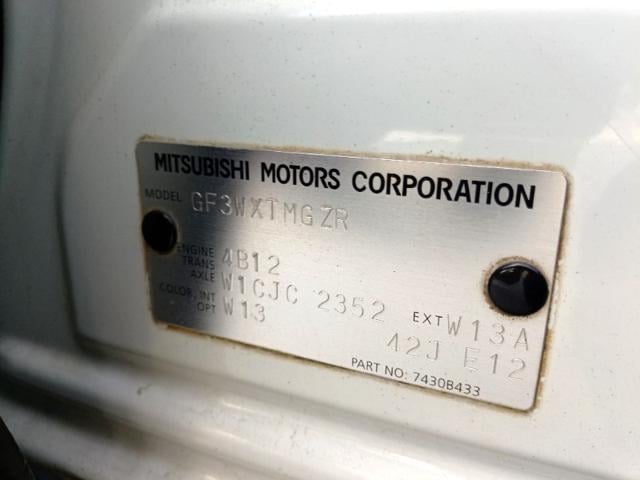 MITSUBISHI MOTORS CORPORATION
MODEL GF3WXTMGZR
ENGINE 4B12
TRANS AXLE W1CJC 2352
COLOR, INT W13 EXT W13A
OPT 42J E12
PART NO: 7430B433